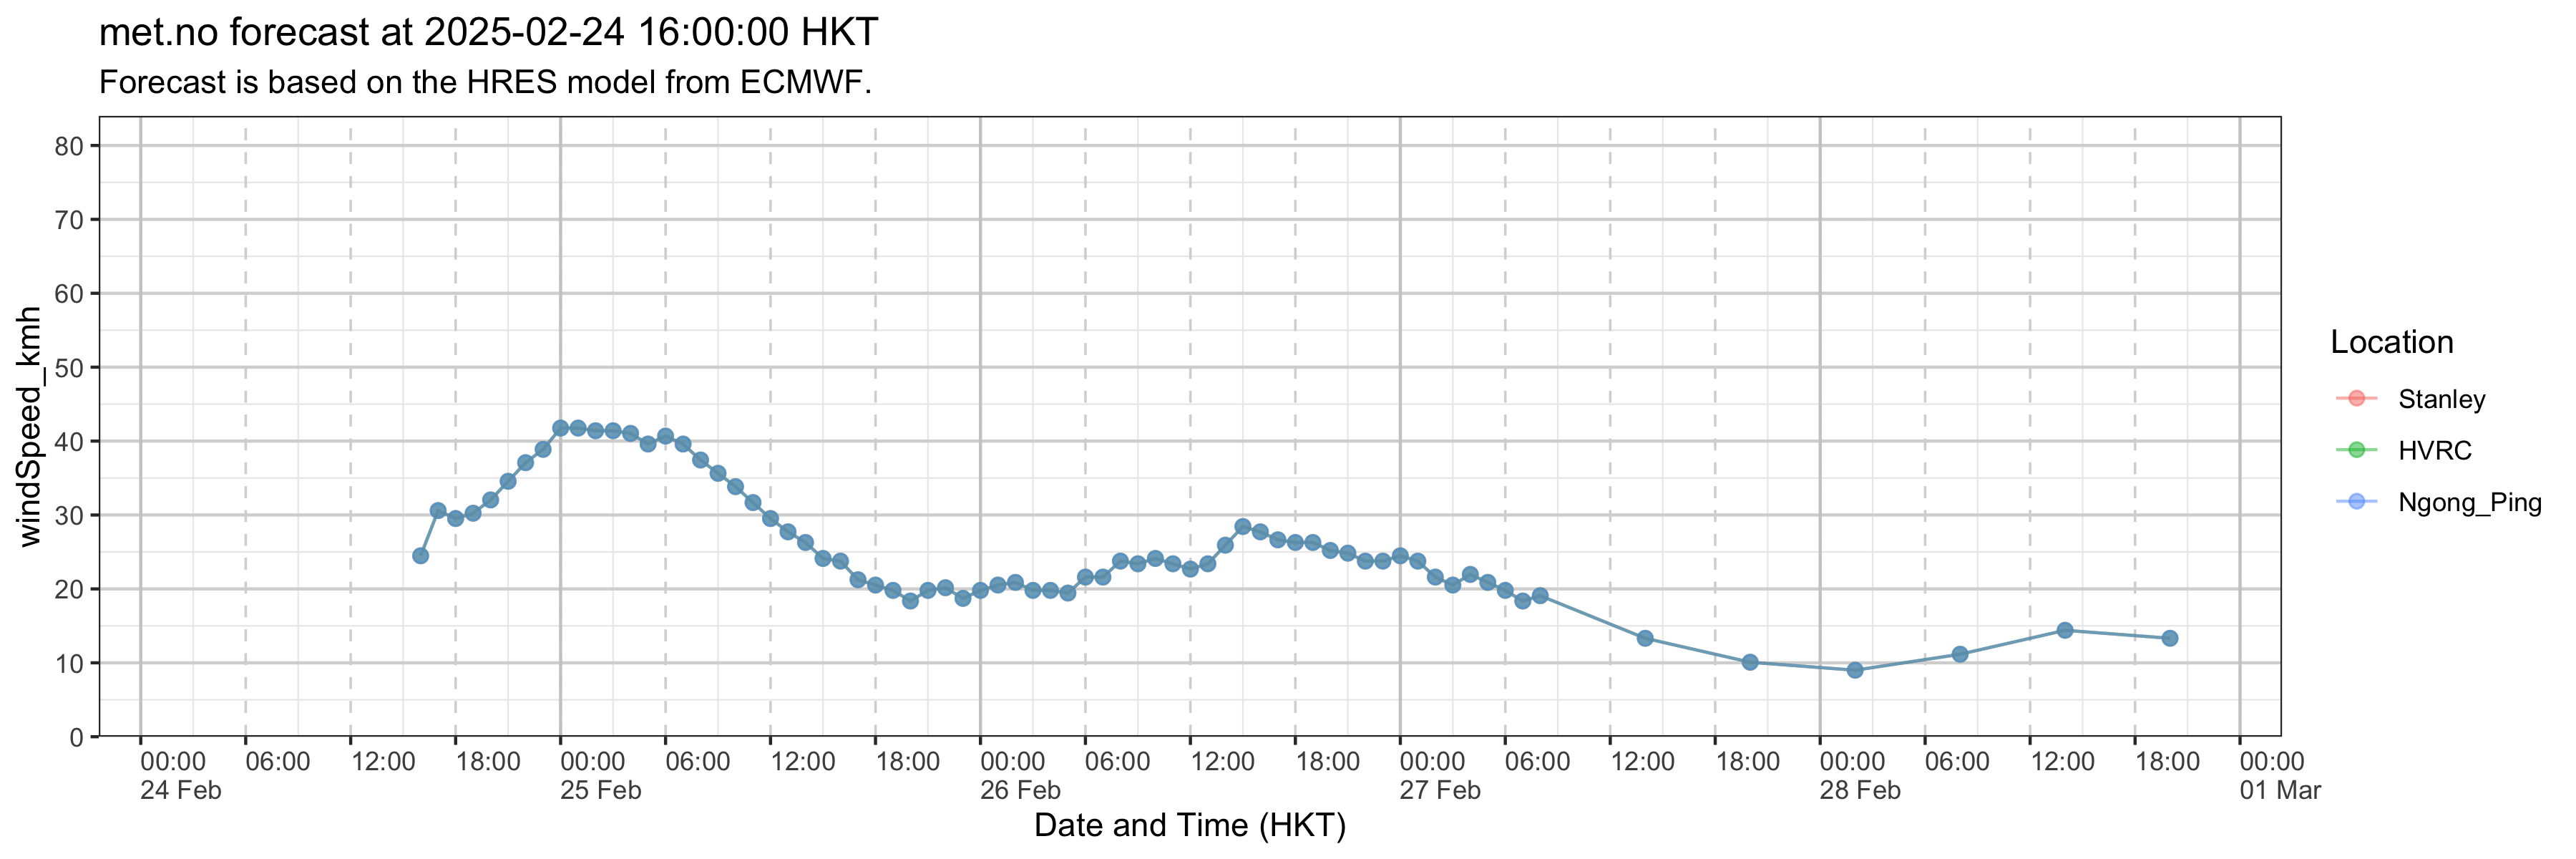 met.no forecast at 2025-02-24 16:00:00 HKT
Forecast is based on the HRES model from ECMWF.
windSpeed_kmh
80
70
60
50
40
30
20
10
0
00:00 06:00 12:00 18:00 00:00 06:00 12:00 18:00 00:00 06:00 12:00 18:00 00:00 06:00 12:00 18:00 00:00 06:00 12:00 18:00 00:00
24 Feb 25 Feb 26 Feb 27 Feb 28 Feb 01 Mar
Date and Time (HKT)
Location
Stanley
HVRC
Ngong_Ping